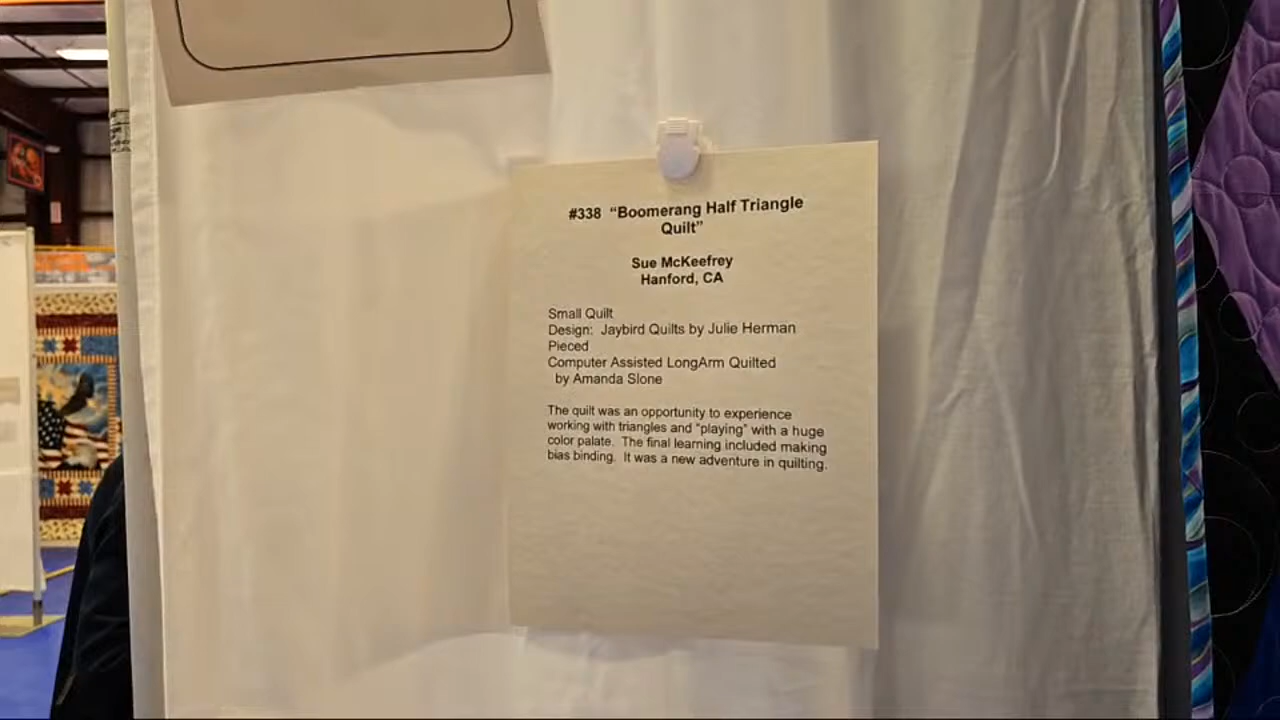 #338 "Boomerang Half Triangle
Quilt"
Sue McKeefrey
Hanford, CA
Small Quilt
Design: Jaybird Quilts by Julie Herman
Pieced
Computer Assisted LongArm Quilted
by Amanda Slone
The quilt was an opportunity to experience
working with triangles and "playing" with a huge
color palate. The final learning included making
bias binding. It was a new adventure in quilting.